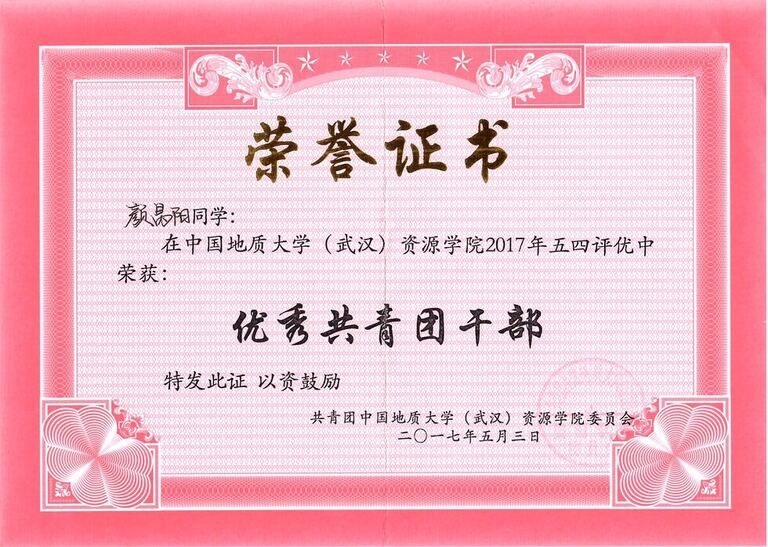 荣誉证书
颜昌阳同学：
在中国地质大学（武汉）资源学院2017年五四评优中
荣获：
优秀共青团干部
特发此证 以资鼓励
共青团中国地质大学（武汉）资源学院委员会
二〇一七年五月三日